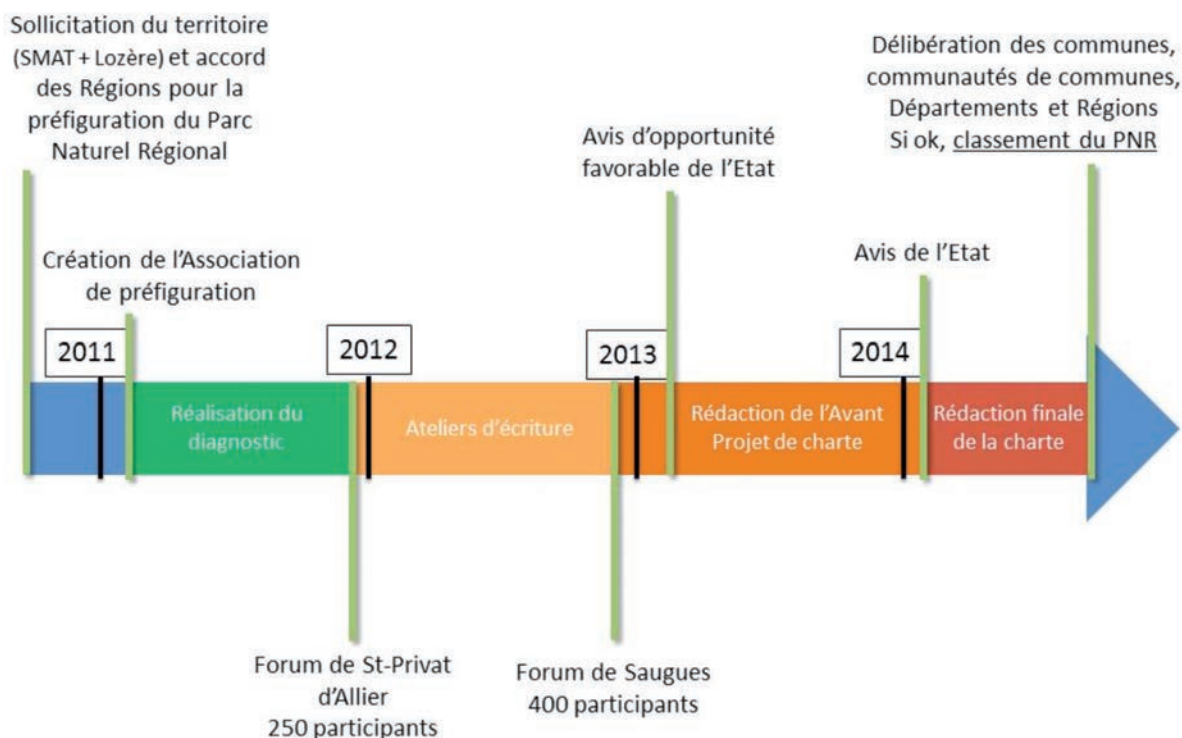 Sollicitation du territoire
(SMAT + Lozère) et accord
des Régions pour la
préfiguration du Parc
Naturel Régional
Délibération des communes,
communautés de communes,
Départements et Régions
Si ok, classement du PNR
Avis d’opportunité
favorable de l’Etat
Création de l’Association
de préfiguration
Avis de l’Etat
2011
2012
2013
2014
Réalisation du
diagnostic
Ateliers d’écriture
Rédaction de l’Avant
Projet de charte
Rédaction finale
de la charte
Forum de St-Privat
d’Allier
250 participants
Forum de Saugues
400 participants